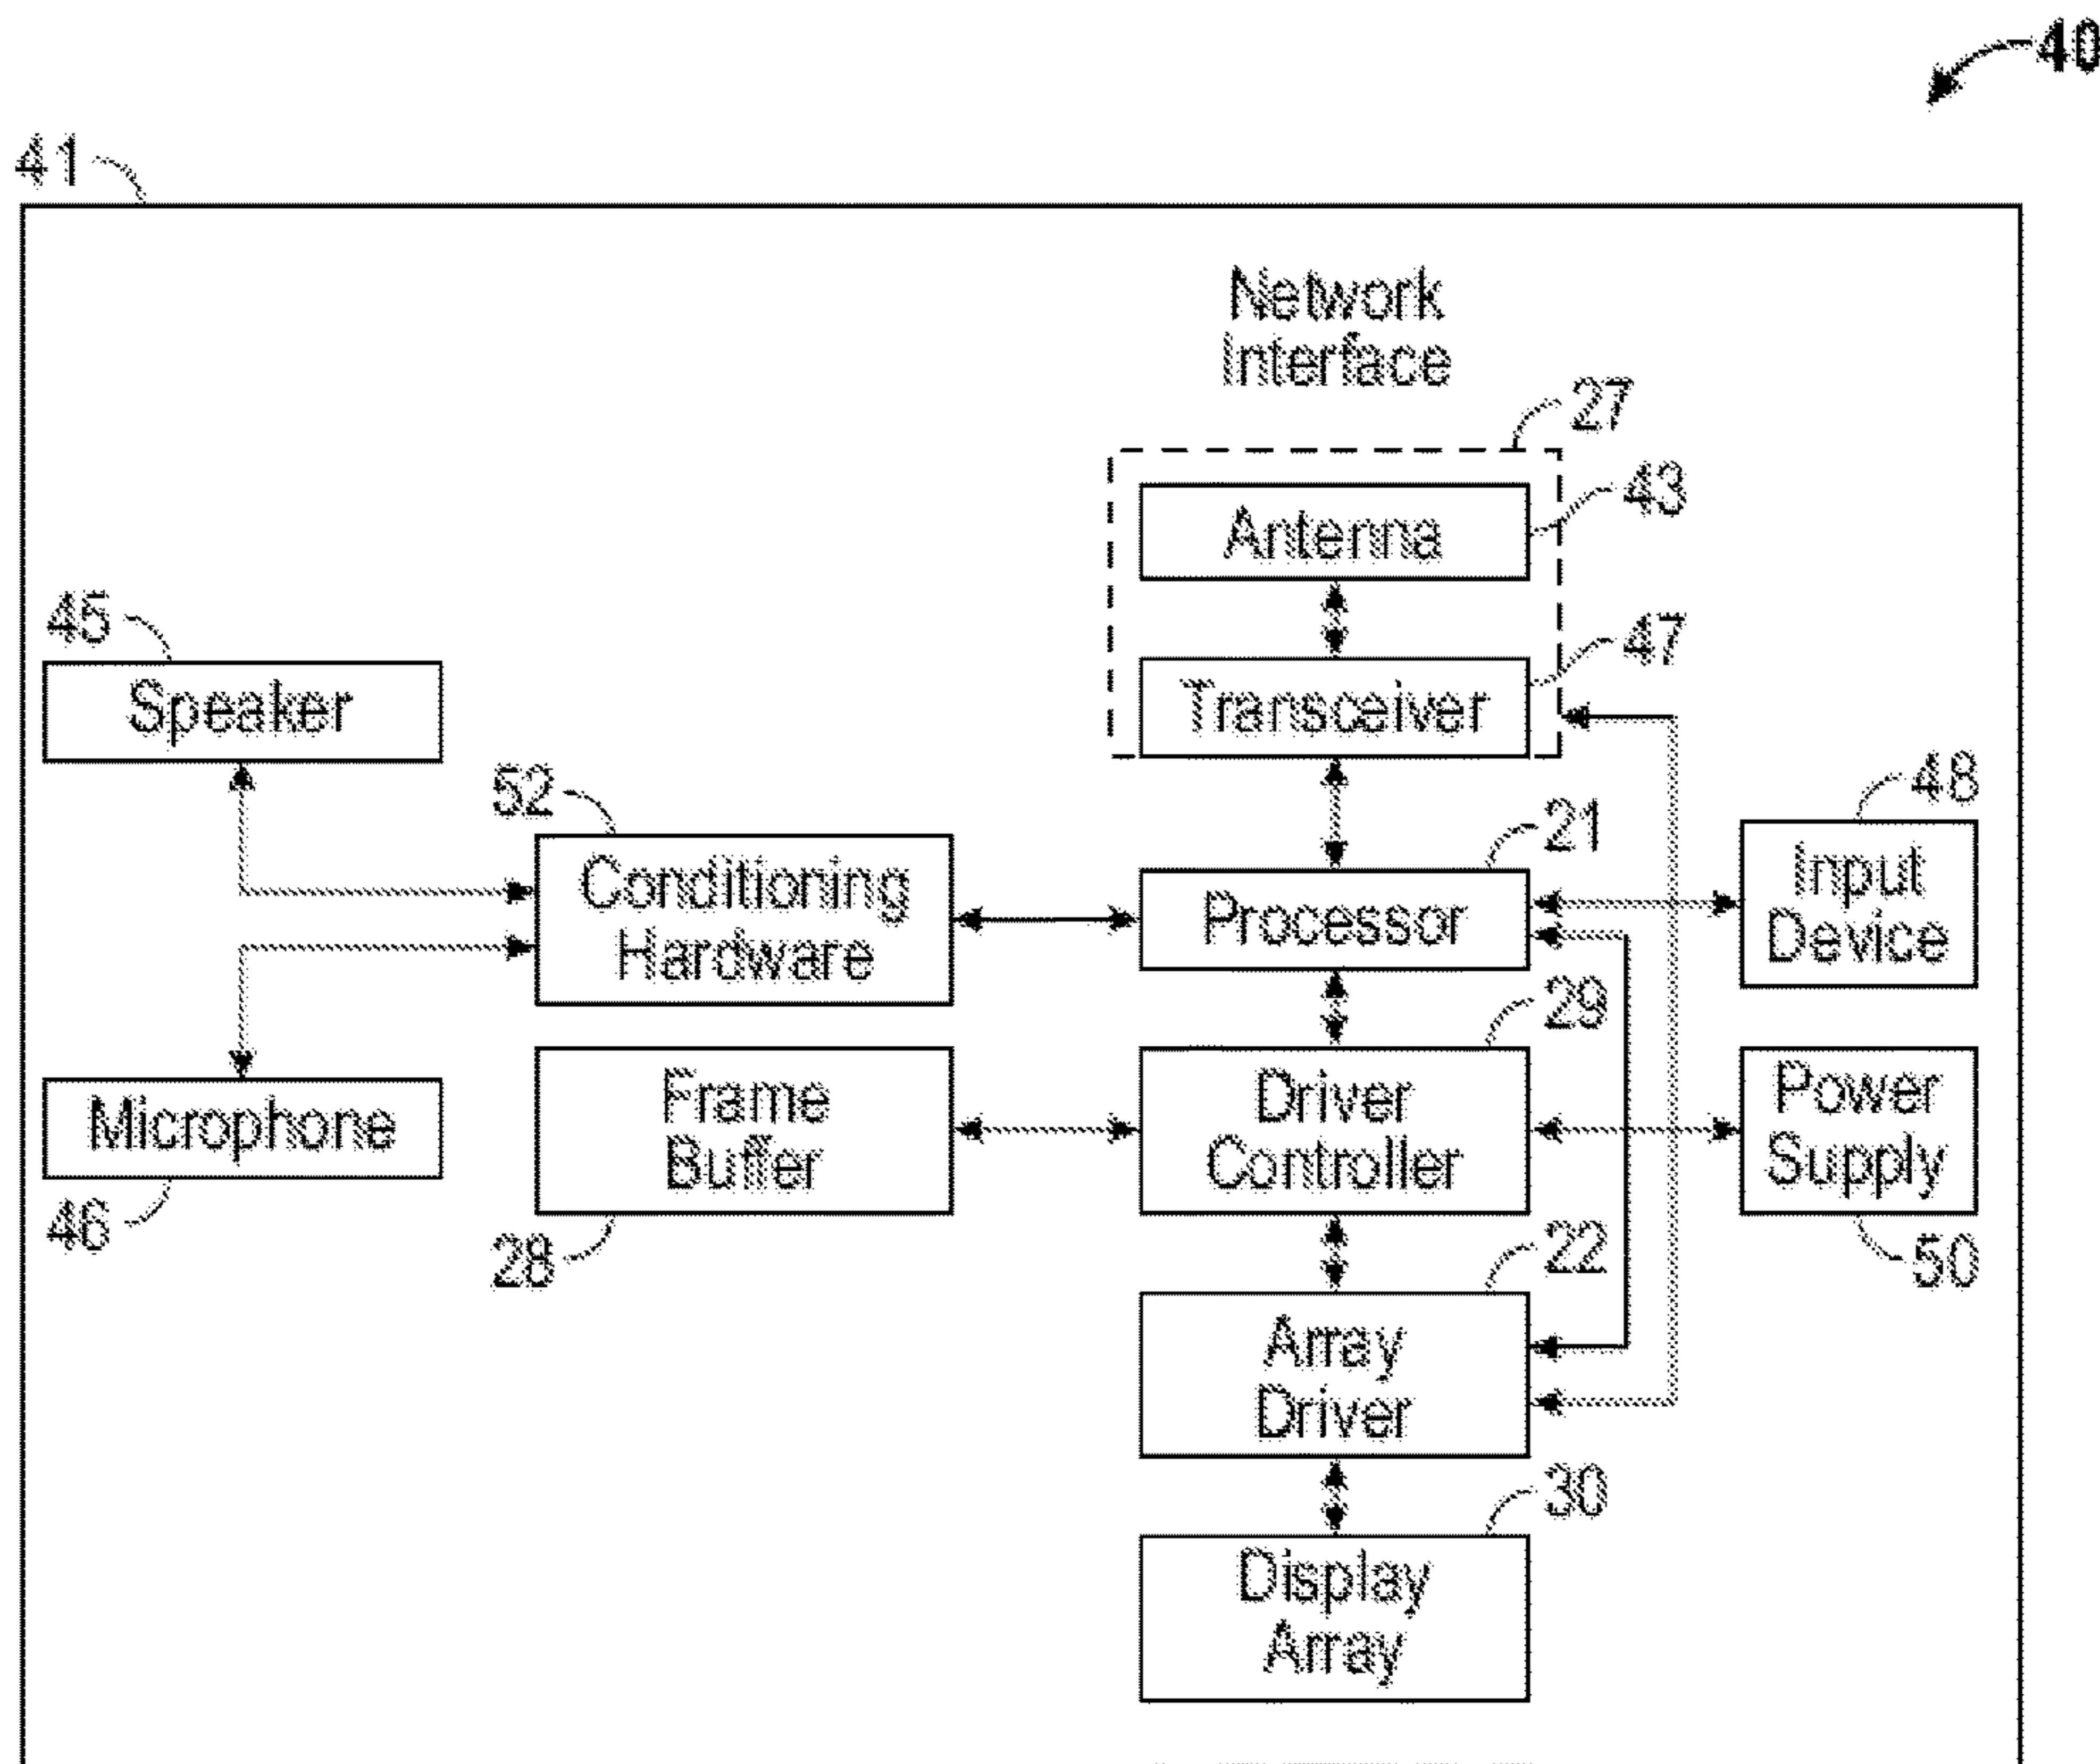 40
41
Network
Interface
27
Antenna
43
45
Speaker
Transceiver
47
52
Conditioning
Hardware
21
Processor
48
Input
Device
29
Microphone
46
Frame
Buffer
28
Driver
Controller
Power
Supply
50
22
Array
Driver
30
Display
Array